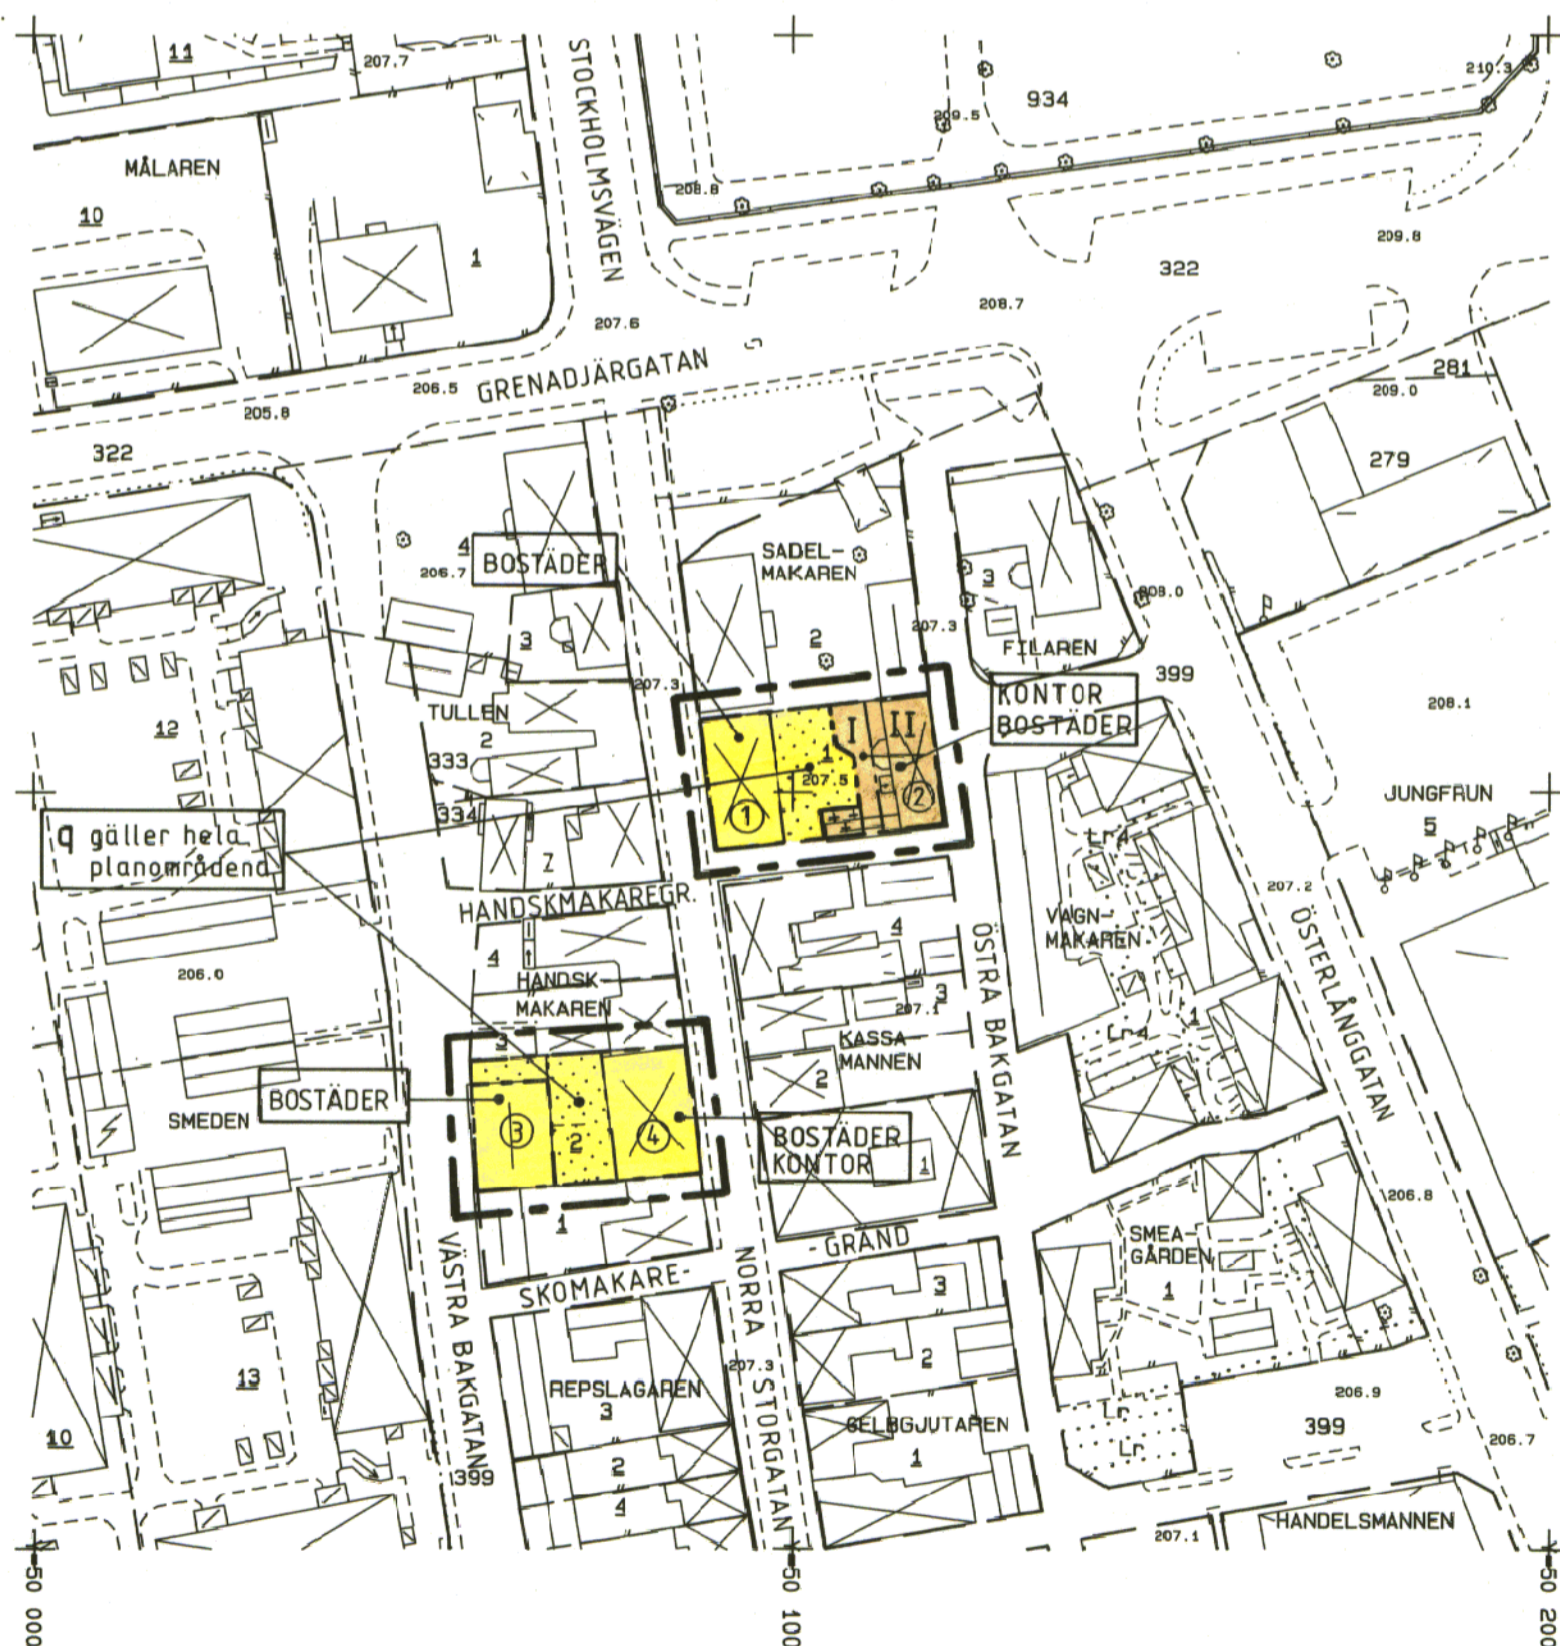 11
207.7
STOCKHOLMSVÄGEN
934
210.3
209.5
MÅLAREN
208.8
10
1
209.8
322
208.7
207.6
GRENADJÄRGATAN
206.5
205.8
281
209.0
322
279
4
BOSTÄDER
206.7
SADEL-
MAKAREN
3
208.0
3
207.3
2
FILAREN
399
207.3
KONTOR
BOSTÄDER
208.1
TULLEN
2
12
I
II
1
333
207.5
334
1
2
JUNGFRUN
5
q gäller hela
planområdena
Lr4
207.2
HANDSKMAKAREGR.
4
4
VAGN-
MAKAREN
ÖSTERLÅNGGATAN
ÖSTRA BAKGATAN
206.0
HANDSK-
MAKAREN
3
207.1
1
KASSA-
MANNEN
Lr4
3
2
BOSTÄDER
SMEDEN
3
2
4
BOSTÄDER
KONTOR
1
206.8
1
SMEA-
GÅRDEN
1
-GRÄND
SKOMAKARE-
VÄSTRA BAKGATAN
NORRA STORGATAN
3
2
207.3
13
REPSLAGAREN
3
206.9
GELBGJUTAREN
1
Lr
Lr
399
10
2
399
4
206.7
207.1
HANDELSMANNEN
50 000
50 100
50 200